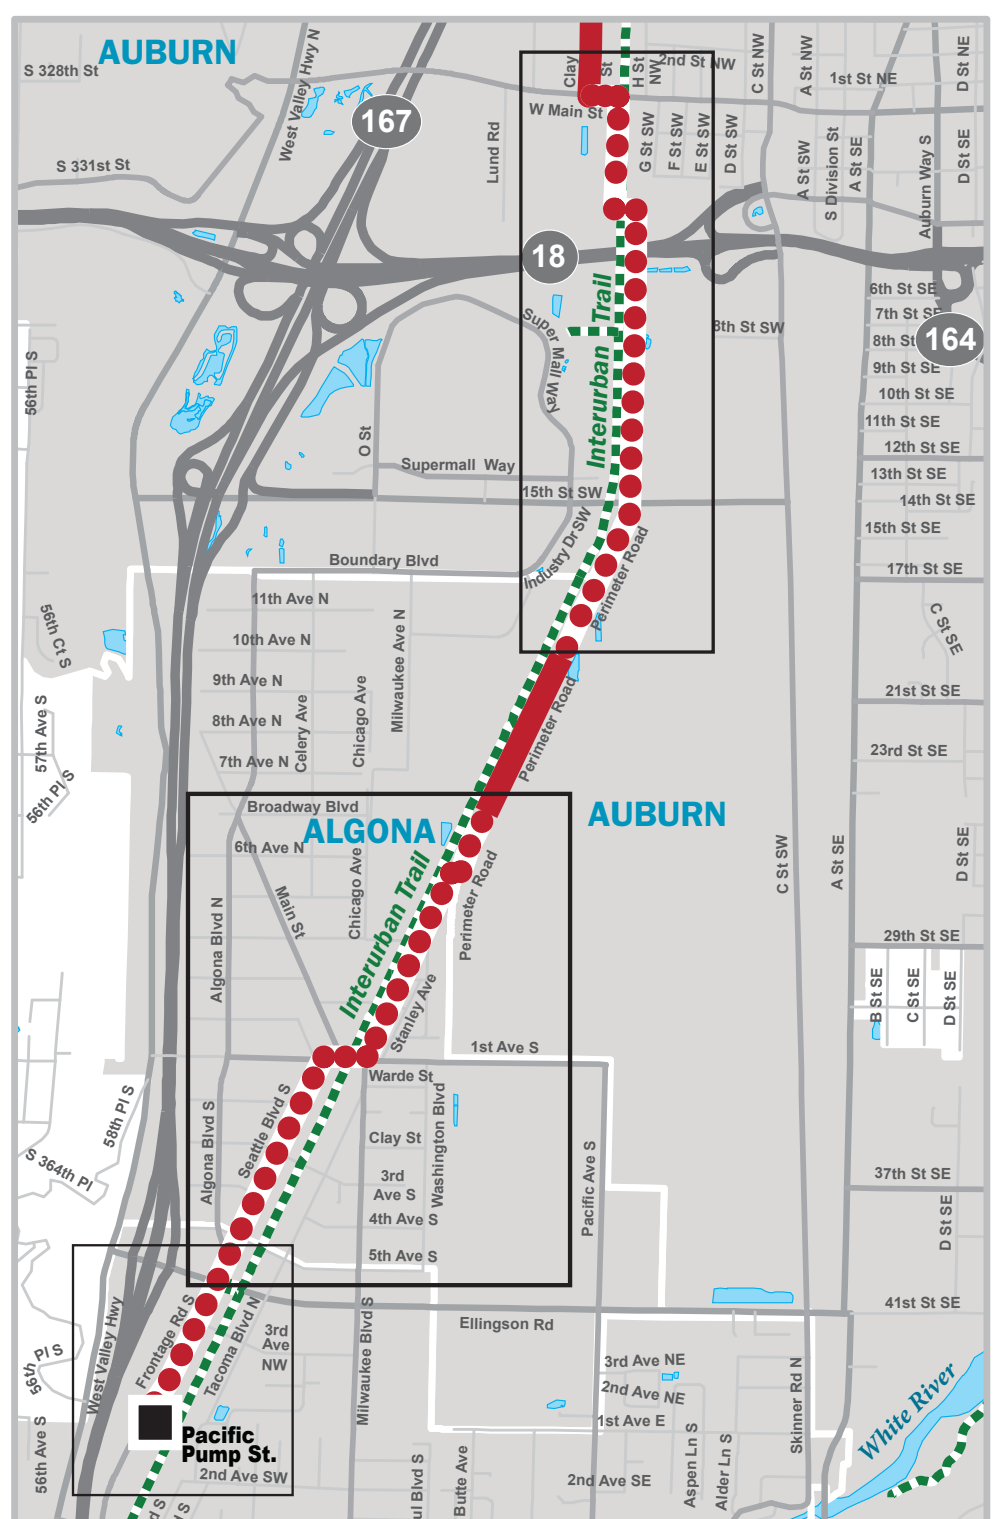 AUBURN
S 328th St
West Valley Hwy N
167
S 331st St
Lund Rd
Clay
St
H St
NW
2nd St NW
C St NW
A St NW
1st St NE
D St NE
W Main St
G St SW
F St SW
E St SW
D St SW
A St SW
S Division St
A St SE
Auburn Way S
D St SE
18
Interurban Trail
Super Mall Way
8th St SW
6th St SE
7th St SE
8th St
164
9th St SE
10th St SE
11th St SE
12th St SE
13th St SE
14th St SE
15th St SE
17th St SE
56th Pl S
O St
Supermall Way
15th St SW
Industry Dr SW
Perimeter Road
Boundary Blvd
11th Ave N
10th Ave N
9th Ave N
8th Ave N
7th Ave N
Celery Ave
Chicago Ave
Milwaukee Ave N
56th Ct S
57th Ave S
56th Pl S
C St SE
21st St SE
23rd St SE
Perimeter Road
Broadway Blvd
ALGONA
AUBURN
6th Ave N
Main St
Chicago Ave
Algona Blvd N
Interurban Trail
Perimeter Road
Stanley Ave
C St SW
A St SE
D St SE
29th St SE
B St SE
C St SE
D St SE
1st Ave S
Warde St
Clay St
3rd
Ave S
4th Ave S
5th Ave S
Washington Blvd
Seattle Blvd S
Algona Blvd S
58th Pl S
S 364th Pl
Pacific Ave S
37th St SE
D St SE
41st St SE
Ellingson Rd
56th Pl S
West Valley Hwy
Frontage Rd S
Tacoma Blvd N
3rd
Ave
NW
Milwaukee Blvd S
3rd Ave NE
2nd Ave NE
1st Ave E
2nd Ave SE
Skinner Rd N
White River
Pacific
Pump St.
2nd Ave SW
56th Ave S
ul Blvd S
Butte Ave
Aspen Ln S
Alder Ln S
d S
d S